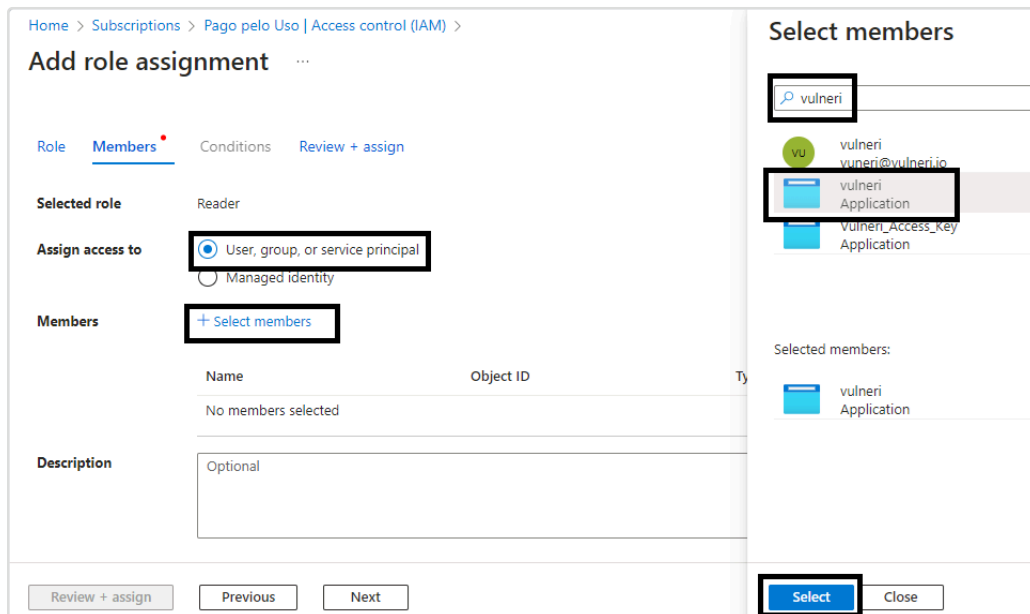 Home > Subscriptions > Pago pelo Uso | Access control (IAM) >
Add role assignment ...
Role Members Conditions Review + assign
Selected role Reader
Assign access to User, group, or service principal
Managed identity
Members + Select members
Name Object ID Ty
No members selected
Description Optional
Review + assign Previous Next
Select members
vulneri
VU vulneri
vuneri@vulneri.io
vulneri
Application
Vulneri_Access_Key
Application
Selected members:
vulneri
Application
Select Close